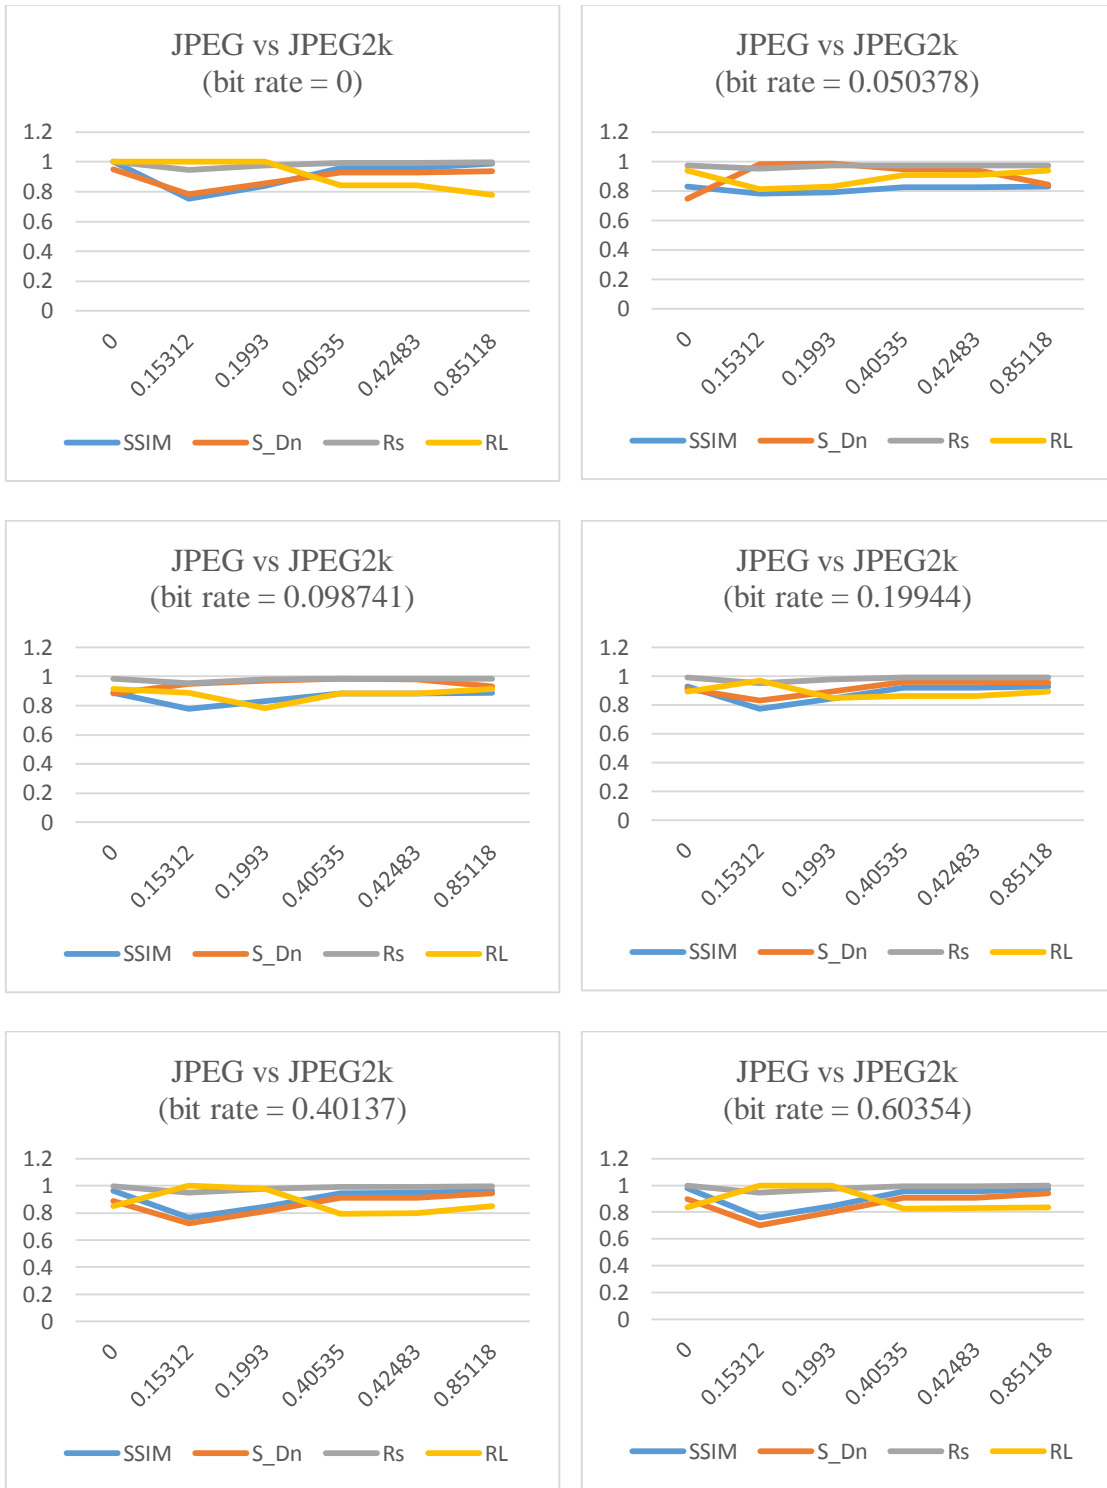 JPEG vs JPEG2k
(bit rate = 0)
1.2
1
0.8
0.6
0.4
0.2
0
0 0.15312 0.1993 0.40535 0.42483 0.85118
SSIM S_Dn Rs RL
JPEG vs JPEG2k
(bit rate = 0.050378)
1.2
1
0.8
0.6
0.4
0.2
0
0 0.15312 0.1993 0.40535 0.42483 0.85118
SSIM S_Dn Rs RL
JPEG vs JPEG2k
(bit rate = 0.098741)
1.2
1
0.8
0.6
0.4
0.2
0
0 0.15312 0.1993 0.40535 0.42483 0.85118
SSIM S_Dn Rs RL
JPEG vs JPEG2k
(bit rate = 0.19944)
1.2
1
0.8
0.6
0.4
0.2
0
0 0.15312 0.1993 0.40535 0.42483 0.85118
SSIM S_Dn Rs RL
JPEG vs JPEG2k
(bit rate = 0.40137)
1.2
1
0.8
0.6
0.4
0.2
0
0 0.15312 0.1993 0.40535 0.42483 0.85118
SSIM S_Dn Rs RL
JPEG vs JPEG2k
(bit rate = 0.60354)
1.2
1
0.8
0.6
0.4
0.2
0
0 0.15312 0.1993 0.40535 0.42483 0.85118
SSIM S_Dn Rs RL